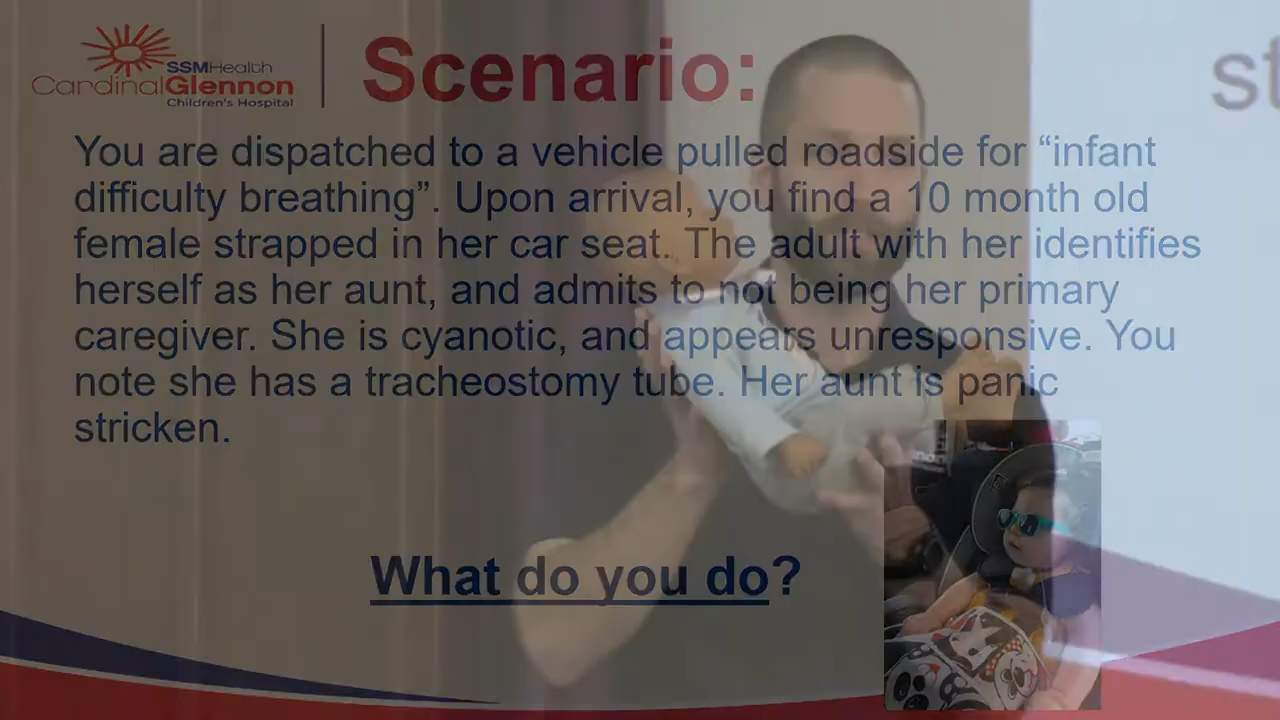 SSMHealth
CardinalGlennon
Children's Hospital
Scenario:
st
You are dispatched to a vehicle pulled roadside for “infant
difficulty breathing”. Upon arrival, you find a 10 month old
female strapped in her car seat. The adult with her identifies
herself as her aunt, and admits to not being her primary
caregiver. She is cyanotic, and appears unresponsive. You
note she has a tracheostomy tube. Her aunt is panic
stricken.
What do you do?